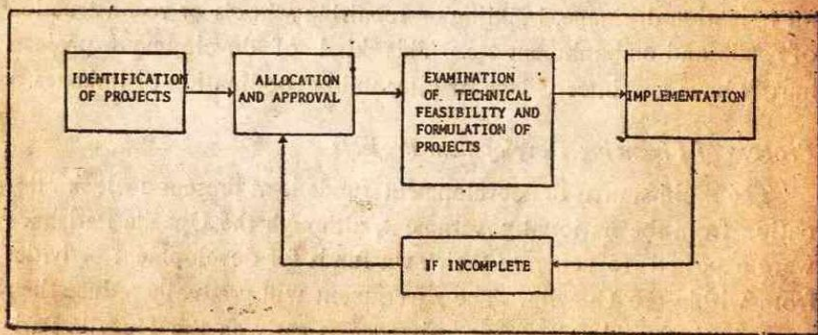 IDENTIFICATION
OF PROJECTS
ALLOCATION
AND APPROVAL
EXAMINATION
OF TECHNICAL
FEASIBILITY AND
FORMULATION OF
PROJECTS
IMPLEMENTATION
IF INCOMPLETE